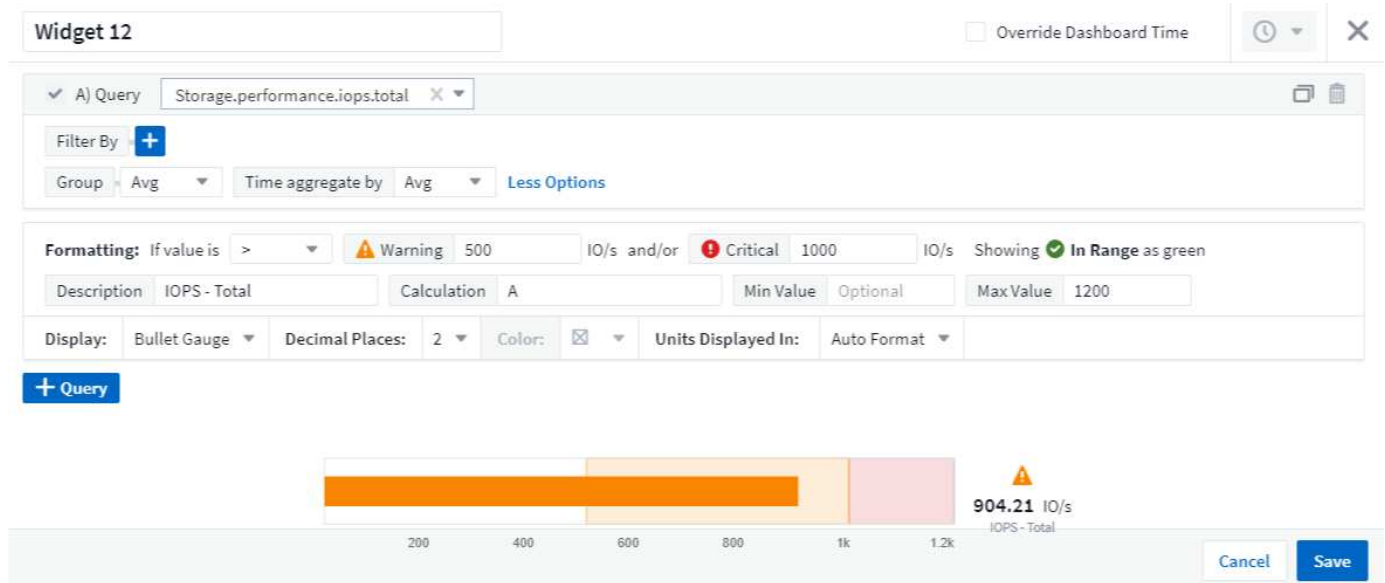 Widget 12 Override Dashboard Time
A) Query Storage.performance.iops.total
Filter By
Group Avg Time aggregate by Avg Less Options
Formatting: If value is > Warning 500 IO/s and/or Critical 1000 IO/s Showing In Range as green
Description IOPS - Total Calculation A Min Value Optional Max Value 1200
Display: Bullet Gauge Decimal Places: 2 Color: Units Displayed In: Auto Format
+ Query
904.21 IO/s
IOPS - Total
200 400 600 800 1k 1.2k
Cancel Save